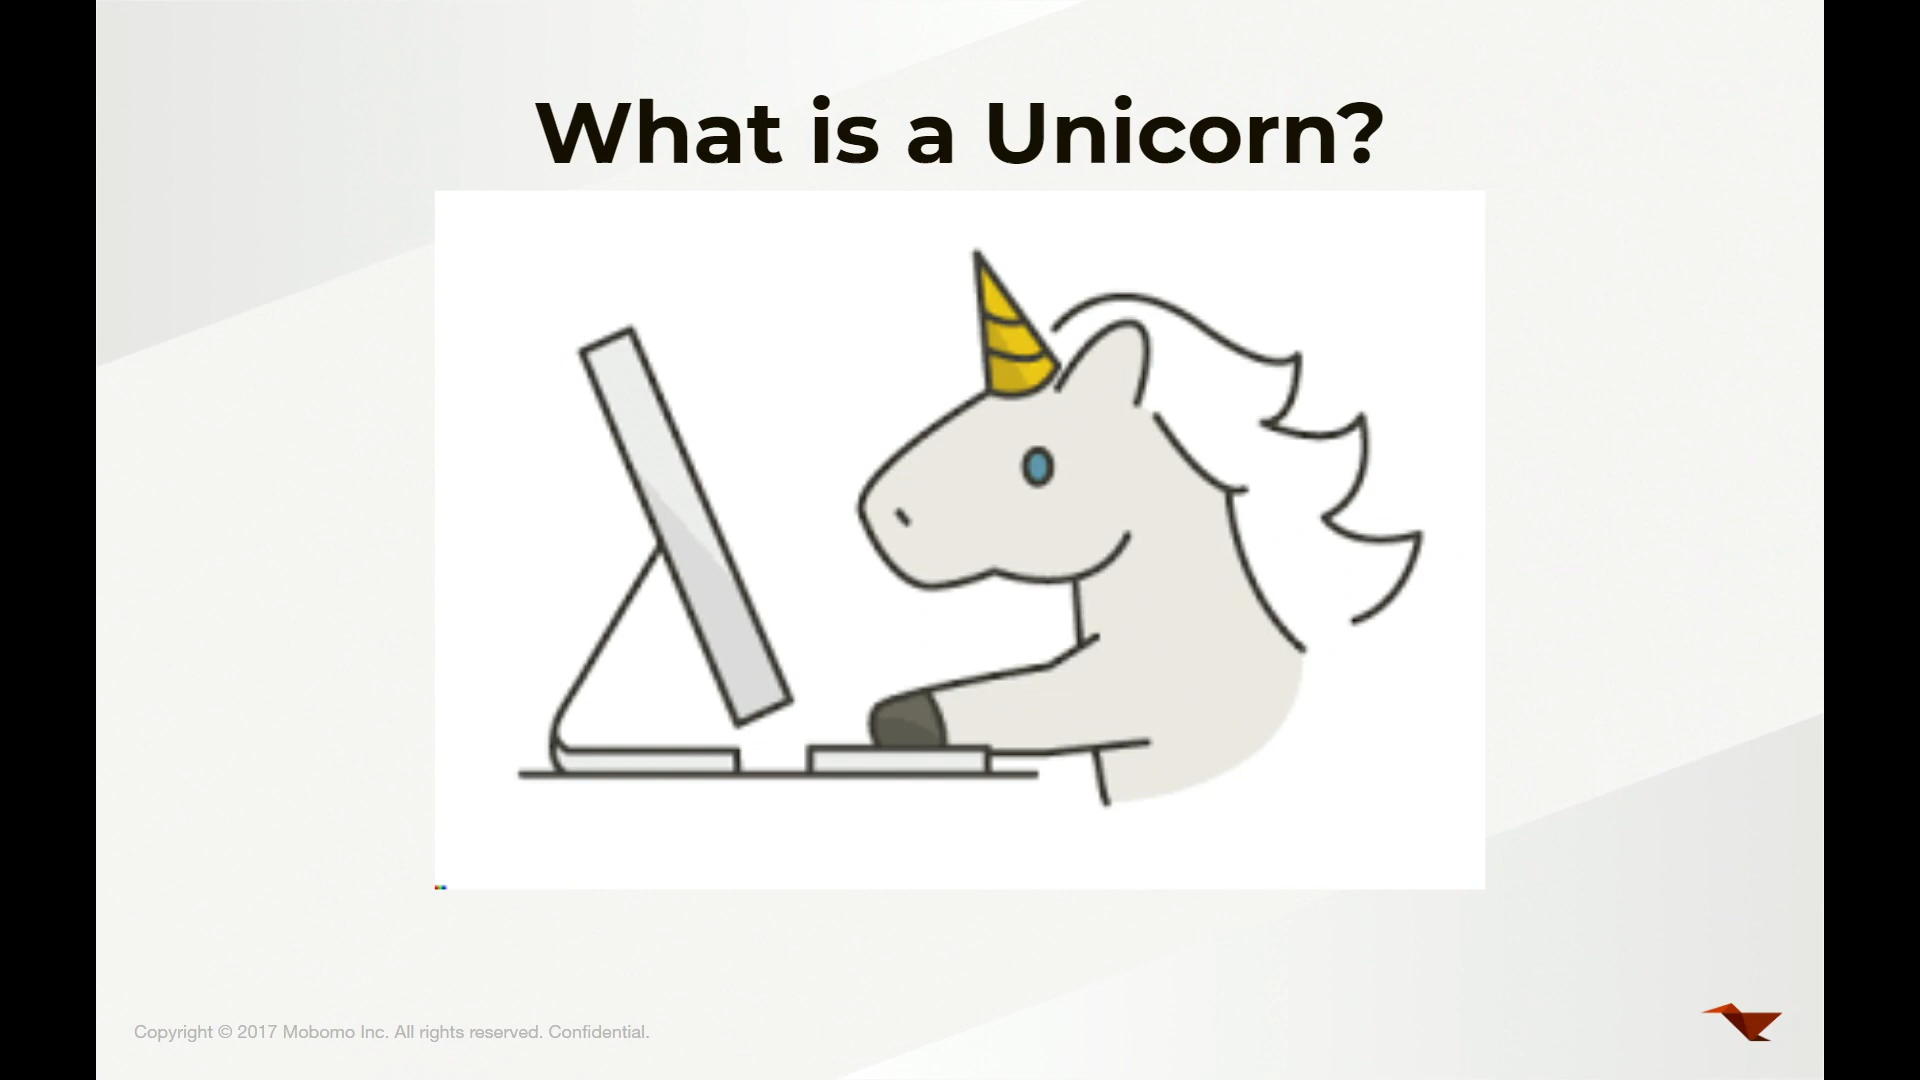 What is a Unicorn?
Copyright © 2017 Mobomo Inc. All rights reserved. Confidential.